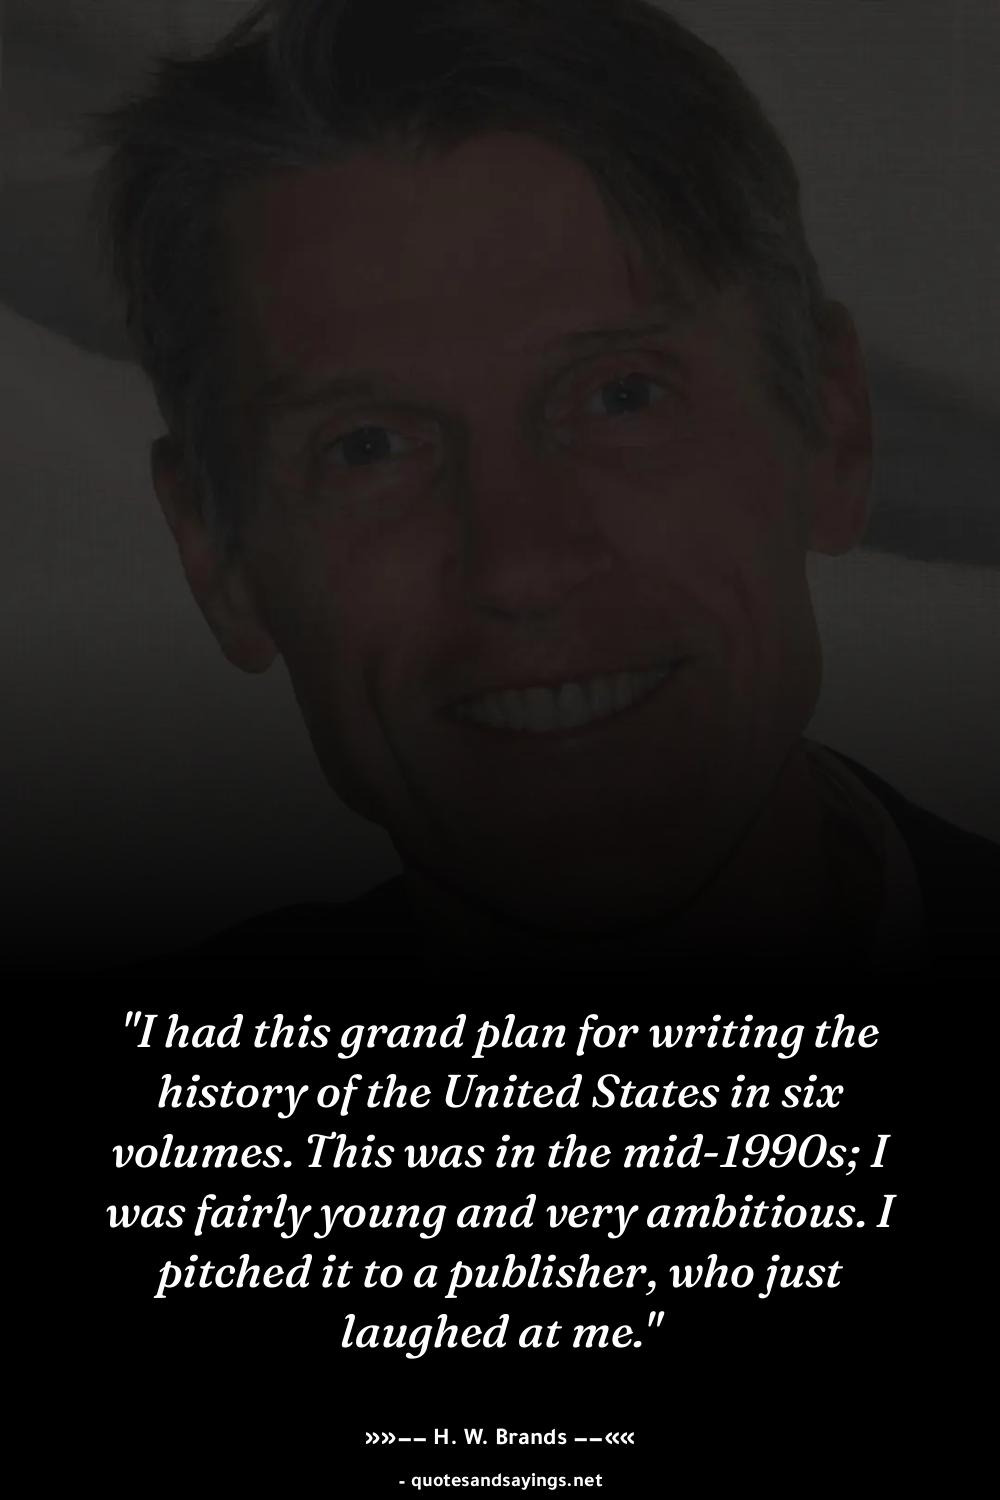 "I had this grand plan for writing the
history of the United States in six
volumes. This was in the mid-1990s; I
was fairly young and very ambitious. I
pitched it to a publisher, who just
laughed at me."
»»−− H. W. Brands −−««
- quotesandsayings.net